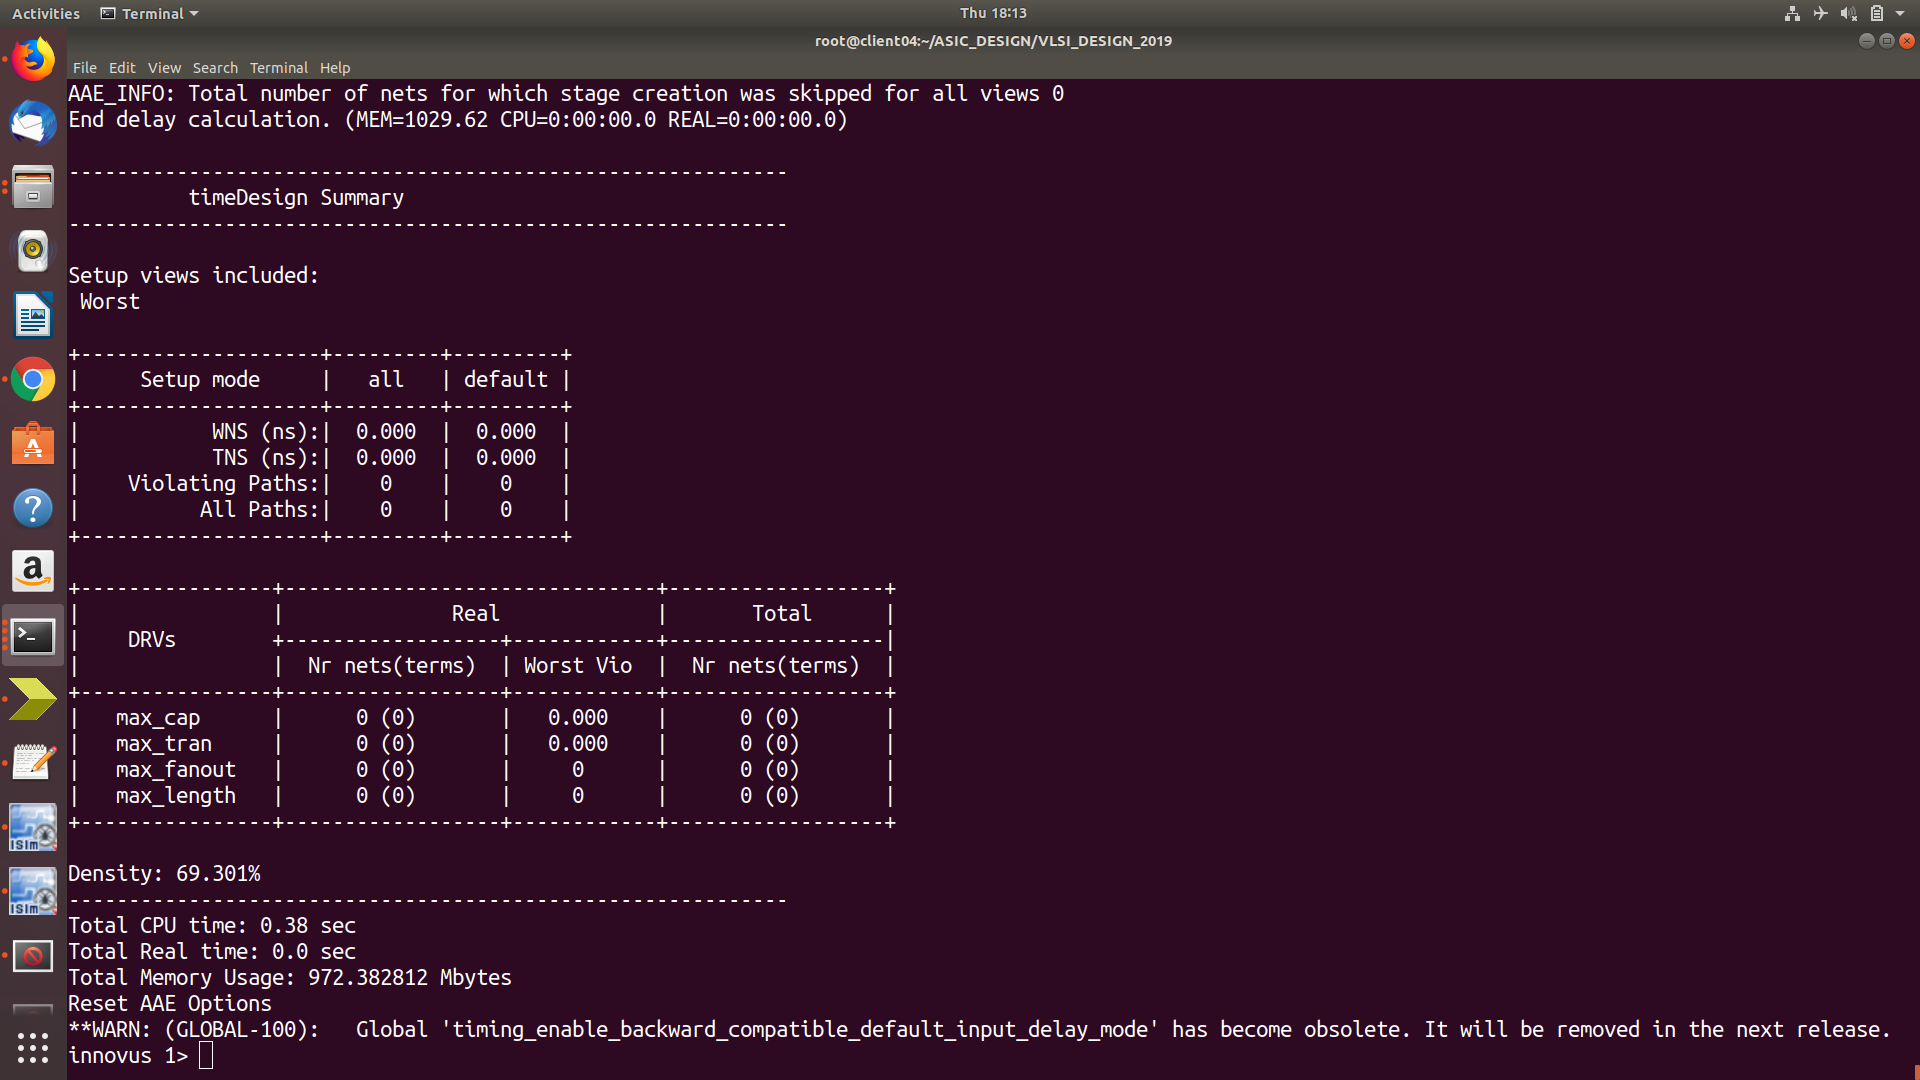 Activities Terminal Thu 18:13
root@client04:~/ASIC_DESIGN/VLSI_DESIGN_2019
File Edit View Search Terminal Help
AAE_INFO: Total number of nets for which stage creation was skipped for all views 0
End delay calculation. (MEM=1029.62 CPU=0:00:00.0 REAL=0:00:00.0)
------------------------------------------------------------
          timeDesign Summary
------------------------------------------------------------
Setup views included:
 Worst
+--------------------+---------+---------+
|     Setup mode     |   all   | default |
+--------------------+---------+---------+
|           WNS (ns):|  0.000  |  0.000  |
|           TNS (ns):|  0.000  |  0.000  |
|    Violating Paths:|    0    |    0    |
|          All Paths:|    0    |    0    |
+--------------------+---------+---------+
+----------------+-------------------------------+------------------+
|                |              Real             |       Total      |
|    DRVs        +------------------+------------+------------------|
|                |  Nr nets(terms)  | Worst Vio  |  Nr nets(terms)  |
+----------------+------------------+------------+------------------+
|   max_cap      |      0 (0)       |   0.000    |      0 (0)       |
|   max_tran     |      0 (0)       |   0.000    |      0 (0)       |
|   max_fanout   |      0 (0)       |     0      |      0 (0)       |
|   max_length   |      0 (0)       |     0      |      0 (0)       |
+----------------+------------------+------------+------------------+
Density: 69.301%
------------------------------------------------------------
Total CPU time: 0.38 sec
Total Real time: 0.0 sec
Total Memory Usage: 972.382812 Mbytes
Reset AAE Options
**WARN: (GLOBAL-100):   Global 'timing_enable_backward_compatible_default_input_delay_mode' has become obsolete. It will be removed in the next release.
innovus 1>
A
?
a
>_
ISim
ISim